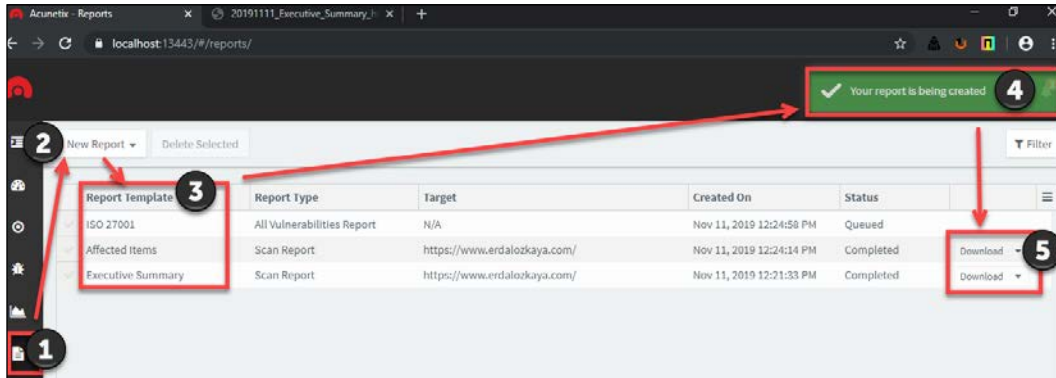 Acunetix - Reports
20191111_Executive_Summary_
localhost:13443/#/reports/
Your report is being created
4
2
New Report
Delete Selected
Filter
Report Template
3
Report Type
Target
Created On
Status
ISO 27001
All Vulnerabilities Report
N/A
Nov 11, 2019 12:24:58 PM
Queued
Affected Items
Scan Report
https://www.erdalozkaya.com/
Nov 11, 2019 12:24:14 PM
Completed
Download
5
Executive Summary
Scan Report
https://www.erdalozkaya.com/
Nov 11, 2019 12:21:33 PM
Completed
Download
1